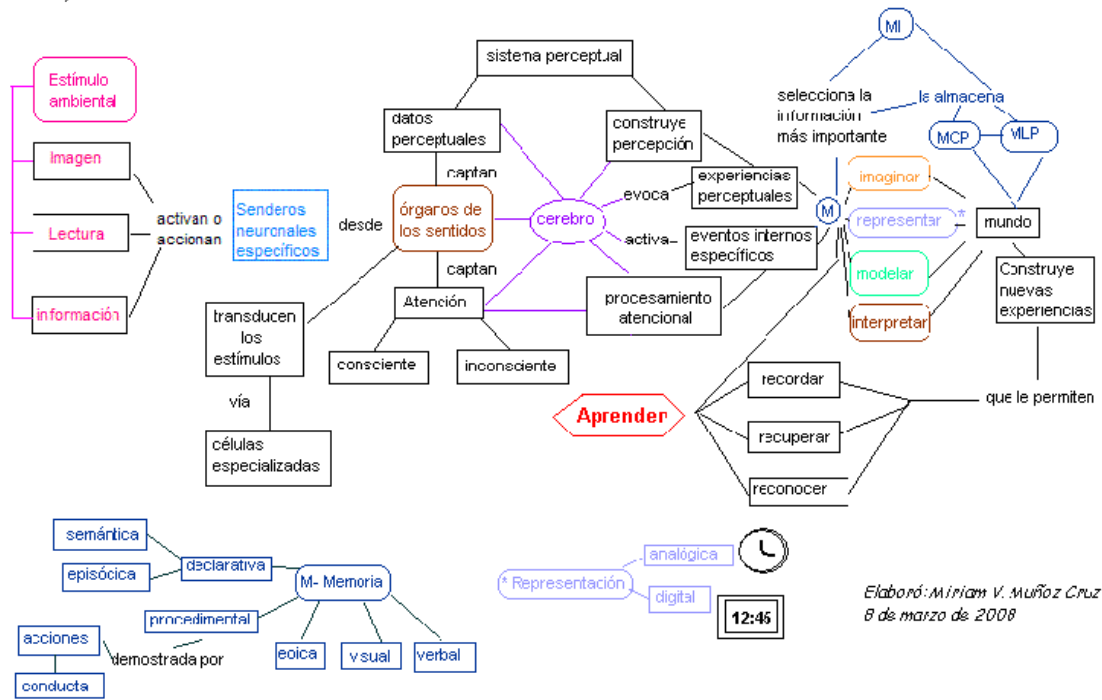 MI
sistema perceptual
Estímulo
ambiental
selecciona la
información
más importante
la almacena
datos
perceptuales
construye
percepción
MCP
MLP
Imagen
captan
evoca
experiencias
perceptuales
imaginar
activan o
accionan
Senderos
neuronales
específicos
desde
órganos de
los sentidos
cerebro
M
representar
*
mundo
Lectura
activa
eventos internos
específicos
captan
modelar
Construye
nuevas
experiencias
información
transducen
los
estímulos
Atención
procesamiento
atencional
interpretar
consciente
inconsciente
recordar
vía
Aprender
que le permiten
recuperar
células
especializadas
reconocer
semántica
declarativa
episócica
M- Memoria
procedimental
acciones
demostrada por
eoica
visual
verbal
conducta
analógica
* Representación
digital
12:46
Elaboró: Miriam V. Muñoz Cruz
8 de marzo de 2008